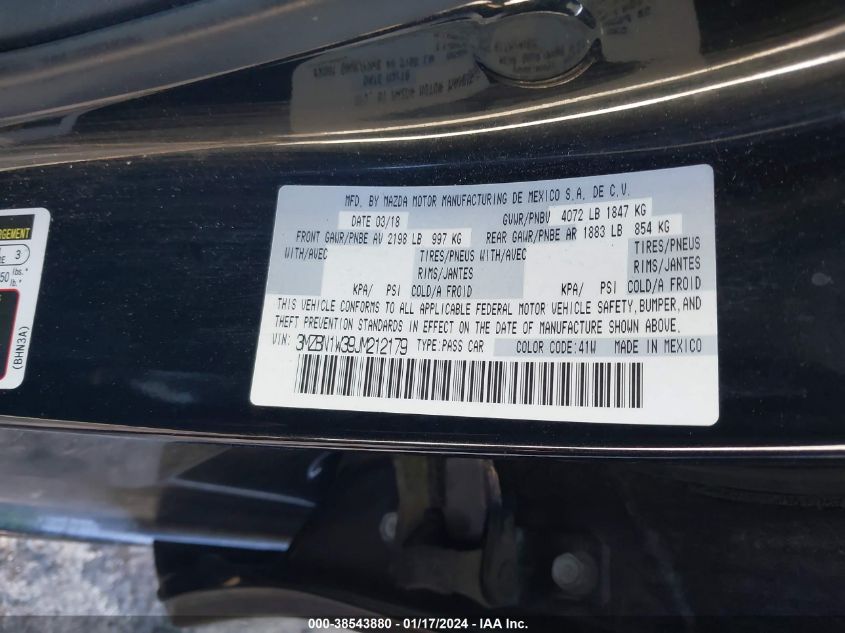 MFD. BY MAZDA MOTOR MANUFACTURING DE MEXICO S.A. DE C.V.
DATE 03/18 GVWR/PNBV 4072 LB 1847 KG
FRONT GAWR/PNBE AV 2198 LB 997 KG REAR GAWR/PNBE AR 1883 LB 854 KG
WITH/AVEC TIRES/PNEUS WITH/AVEC TIRES/PNEUS
RIMS/JANTES RIMS/JANTES
KPA/ PSI COLD/A FROID KPA/ PSI COLD/A FROID
THIS VEHICLE CONFORMS TO ALL APPLICABLE FEDERAL MOTOR VEHICLE SAFETY, BUMPER, AND
THEFT PREVENTION STANDARDS IN EFFECT ON THE DATE OF MANUFACTURE SHOWN ABOVE.
VIN: 3MZBN1W39JM212179 TYPE:PASS CAR COLOR CODE:41W MADE IN MEXICO
3
(BHN3A)
000-38543880 - 01/17/2024 - IAA Inc.